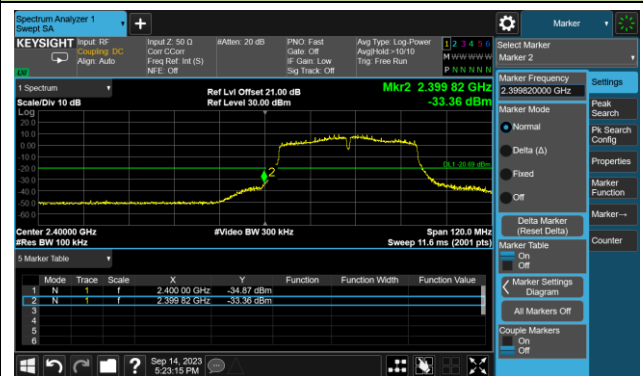 Spectrum Analyzer 1
Swept SA
Marker
KEYSIGHT
Input: RF
Coupling: DC
Align: Auto
Input Z: 50 Ω
Corr CCorr
Freq Ref: Int (S)
NFE: Off
#Atten: 20 dB
PNO: Fast
Gate: Off
IF Gain: Low
Sig Track: Off
Avg Type: Log-Power
Avg|Hold:>10/10
Trig: Free Run
1 2 3 4 5 6
M W W W W W
P N N N N N
LXI
1 Spectrum
Scale/Div 10 dB
Ref Lvl Offset 21.00 dB
Ref Level 30.00 dBm
Mkr2 2.399 82 GHz
-33.36 dBm
Log
20.0
10.0
0.00
-10.0
-20.0
-30.0
-40.0
-50.0
-60.0
DL1 -20.69 dBm
2
Center 2.40000 GHz
#Res BW 100 kHz
#Video BW 300 kHz
Span 120.0 MHz
Sweep 11.6 ms (2001 pts)
5 Marker Table
Mode Trace Scale X Y Function Function Width Function Value
1 N 1 f 2.400 00 GHz -34.87 dBm
2 N 1 f 2.399 82 GHz -33.36 dBm
3
4
5
6
Sep 14, 2023
5:23:15 PM
Select Marker
Marker 2
Marker Frequency
2.399820000 GHz
Marker Mode
Normal
Delta (Δ)
Fixed
Off
Delta Marker
(Reset Delta)
Marker Table
On
Off
Marker Settings
Diagram
All Markers Off
Couple Markers
On
Off
Settings
Peak
Search
Pk Search
Config
Properties
Marker
Function
Marker→
Counter